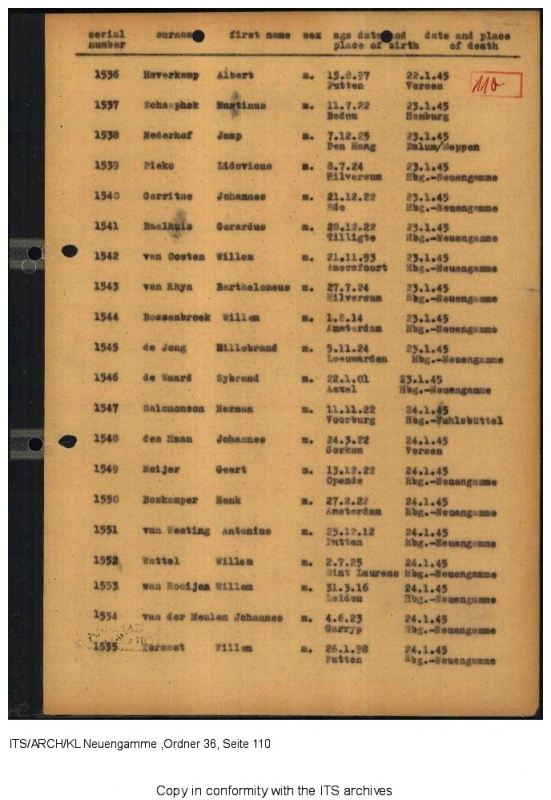 serial surname first name sex age date and date and place
number place of birth of death
110
1536 Haverkamp Albert m. 15.8.97 22.1.45
Putten Versen
1537 Schaaphok Martinus m. 11.7.22 23.1.45
Bedum Hamburg
1538 Nederhof Jaap m. 7.12.25 23.1.45
Den Haag Dalum/Meppen
1539 Pieko Lidovicus m. 8.7.24 23.1.45
Hilversum Hbg.-Neuengamme
1540 Gerritse Johannes m. 21.12.22 23.1.45
Ede Hbg.-Neuengamme
1541 Baalhuis Gerardus m. 28.12.22 23.1.45
Tilligte Hbg.-Neuengamme
1542 van Oosten Willem m. 21.11.93 23.1.45
Amersfoort Hbg.-Neuengamme
1543 van Rhyn Bartholomeus m. 27.7.24 23.1.45
Hilversum Hbg.-Neuengamme
1544 Bossenbroek Willem m. 1.8.14 23.1.45
Amsterdam Hbg.-Neuengamme
1545 de Jong Hillebrand m. 5.11.24 23.1.45
Leeuwarden Hbg.-Neuengamme
1546 de Waard Sybrand m. 22.1.01 23.1.45
Axel Hbg.-Neuengamme
1547 Salomonson Herman m. 11.11.22 24.1.45
Voorburg Hbg.-Fuhlsbüttel
1548 den Haan Johannes m. 24.3.22 24.1.45
Gorkum Versen
1549 Meijer Geert m. 13.12.22 24.1.45
Opende Hbg.-Neuengamme
1550 Boskamper Henk m. 27.2.22 24.1.45
Amsterdam Hbg.-Neuengamme
1551 van Westing Antonius m. 25.12.12 24.1.45
Putten Hbg.-Neuengamme
1552 Wattel Willem m. 2.7.25 24.1.45
Sint Laurens Hbg.-Neuengamme
1553 van Rooijen Willem m. 31.3.16 24.1.45
Leiden Hbg.-Neuengamme
1554 van der Meulen Johannes m. 4.6.23 24.1.45
Garryp Hbg.-Neuengamme
1555 Termaat Willem m. 26.1.98 24.1.45
Putten Hbg.-Neuengamme
ITS/ARCH/KL Neuengamme ,Ordner 36, Seite 110
Copy in conformity with the ITS archives